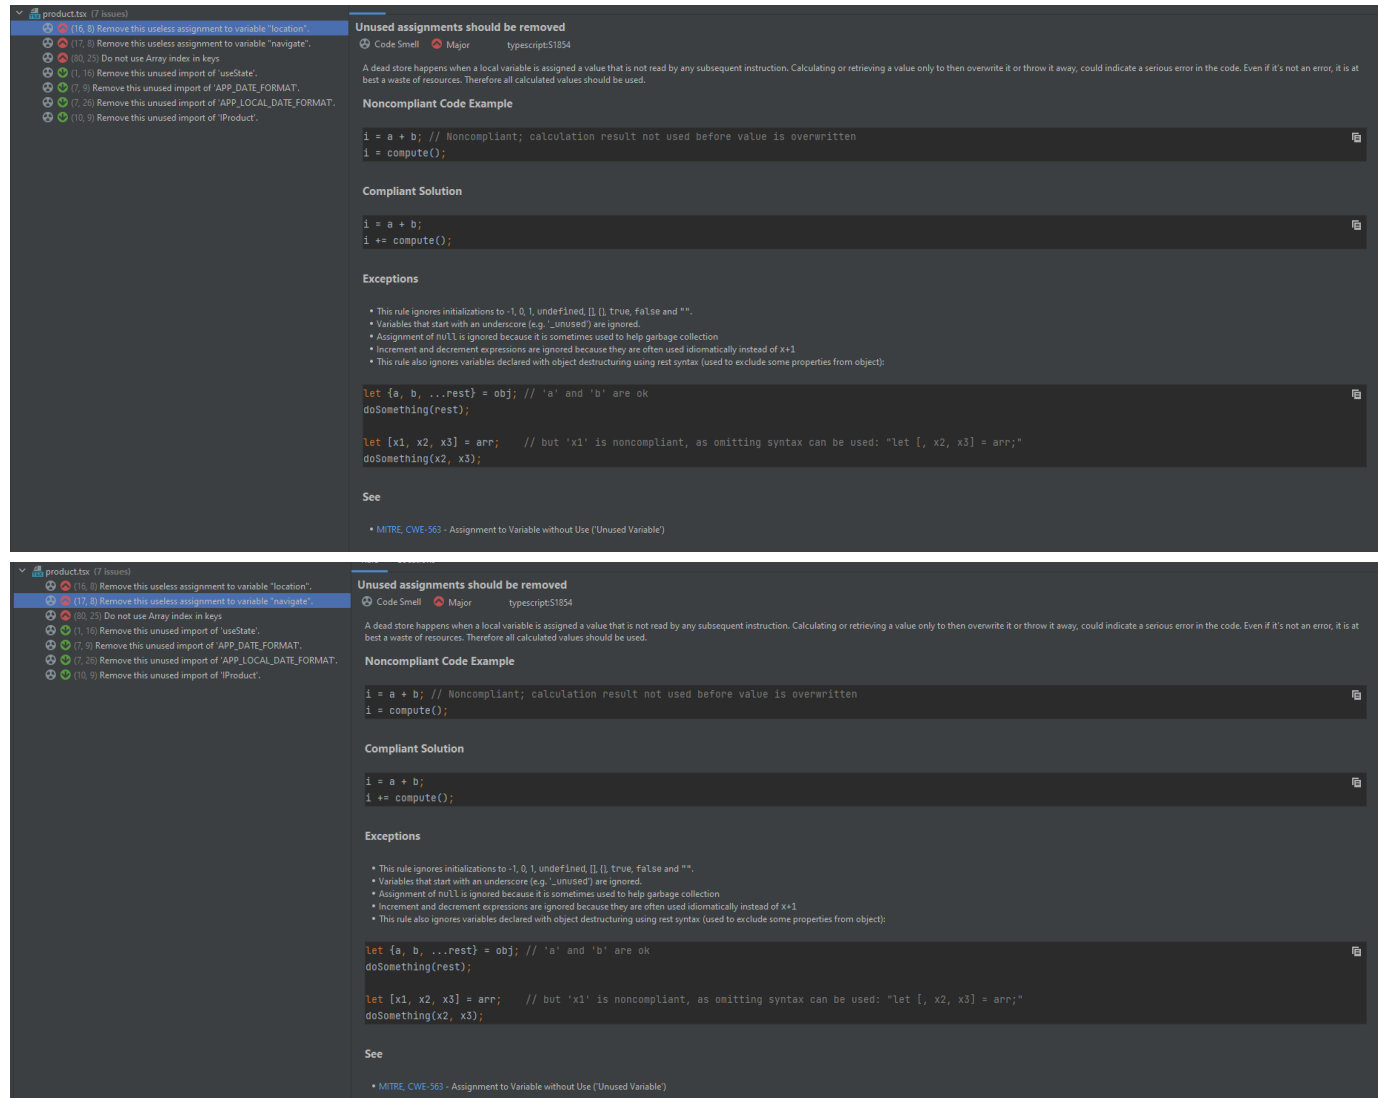 product.tsx (7 issues)
(16, 8) Remove this useless assignment to variable "location".
(17, 8) Remove this useless assignment to variable "navigate".
(80, 25) Do not use Array index in keys
(1, 16) Remove this unused import of 'useState'.
(7, 9) Remove this unused import of 'APP_DATE_FORMAT'.
(7, 26) Remove this unused import of 'APP_LOCAL_DATE_FORMAT'.
(10, 9) Remove this unused import of 'IProduct'.
Unused assignments should be removed
Code Smell Major typescript:S1854
A dead store happens when a local variable is assigned a value that is not read by any subsequent instruction. Calculating or retrieving a value only to then overwrite it or throw it away, could indicate a serious error in the code. Even if it's not an error, it is at
best a waste of resources. Therefore all calculated values should be used.
Noncompliant Code Example
i = a + b; // Noncompliant; calculation result not used before value is overwritten
i = compute();
Compliant Solution
i = a + b;
i += compute();
Exceptions
• This rule ignores initializations to -1, 0, 1, undefined, [], {}, true, false and "".
• Variables that start with an underscore (e.g. '_unused') are ignored.
• Assignment of null is ignored because it is sometimes used to help garbage collection
• Increment and decrement expressions are ignored because they are often used idiomatically instead of x+1
• This rule also ignores variables declared with object destructuring using rest syntax (used to exclude some properties from object):
let {a, b, ...rest} = obj; // 'a' and 'b' are ok
doSomething(rest);
let [x1, x2, x3] = arr; // but 'x1' is noncompliant, as omitting syntax can be used: "let [, x2, x3] = arr;"
doSomething(x2, x3);
See
• MITRE, CWE-563 - Assignment to Variable without Use ('Unused Variable')
product.tsx (7 issues)
(16, 8) Remove this useless assignment to variable "location".
(17, 8) Remove this useless assignment to variable "navigate".
(80, 25) Do not use Array index in keys
(1, 16) Remove this unused import of 'useState'.
(7, 9) Remove this unused import of 'APP_DATE_FORMAT'.
(7, 26) Remove this unused import of 'APP_LOCAL_DATE_FORMAT'.
(10, 9) Remove this unused import of 'IProduct'.
Unused assignments should be removed
Code Smell Major typescript:S1854
A dead store happens when a local variable is assigned a value that is not read by any subsequent instruction. Calculating or retrieving a value only to then overwrite it or throw it away, could indicate a serious error in the code. Even if it's not an error, it is at
best a waste of resources. Therefore all calculated values should be used.
Noncompliant Code Example
i = a + b; // Noncompliant; calculation result not used before value is overwritten
i = compute();
Compliant Solution
i = a + b;
i += compute();
Exceptions
• This rule ignores initializations to -1, 0, 1, undefined, [], {}, true, false and "".
• Variables that start with an underscore (e.g. '_unused') are ignored.
• Assignment of null is ignored because it is sometimes used to help garbage collection
• Increment and decrement expressions are ignored because they are often used idiomatically instead of x+1
• This rule also ignores variables declared with object destructuring using rest syntax (used to exclude some properties from object):
let {a, b, ...rest} = obj; // 'a' and 'b' are ok
doSomething(rest);
let [x1, x2, x3] = arr; // but 'x1' is noncompliant, as omitting syntax can be used: "let [, x2, x3] = arr;"
doSomething(x2, x3);
See
• MITRE, CWE-563 - Assignment to Variable without Use ('Unused Variable')